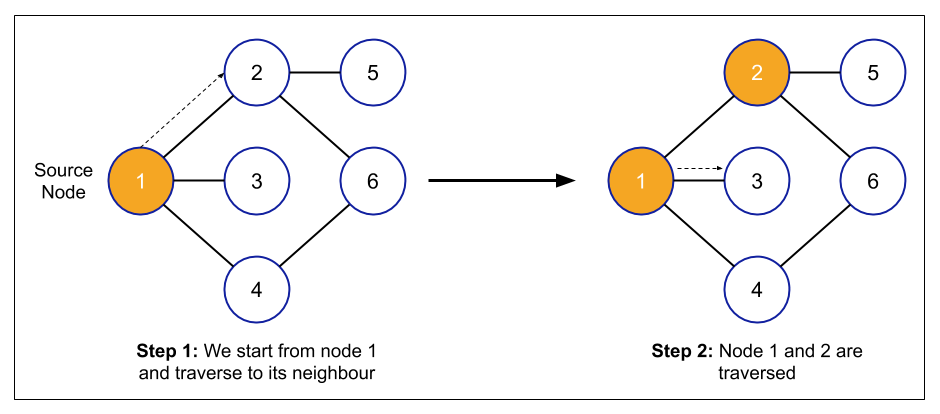 2
5
Source
Node
1
3
6
4
Step 1: We start from node 1
and traverse to its neighbour
2
5
1
3
6
4
Step 2: Node 1 and 2 are
traversed